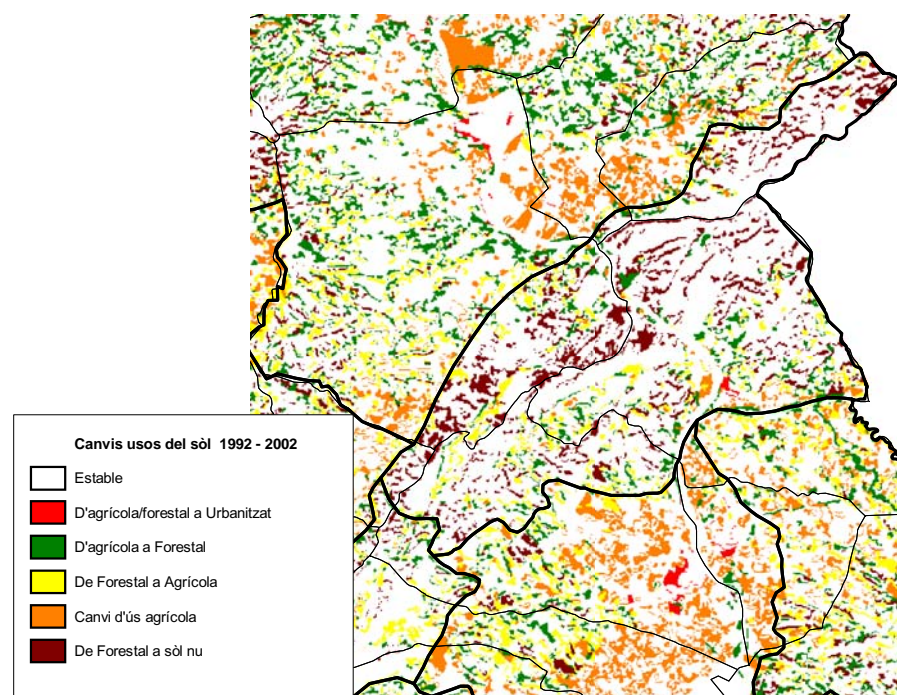 Canvis usos del sòl 1992 - 2002
Estable
D'agrícola/forestal a Urbanitzat
D'agrícola a Forestal
De Forestal a Agrícola
Canvi d'ús agrícola
De Forestal a sòl nu